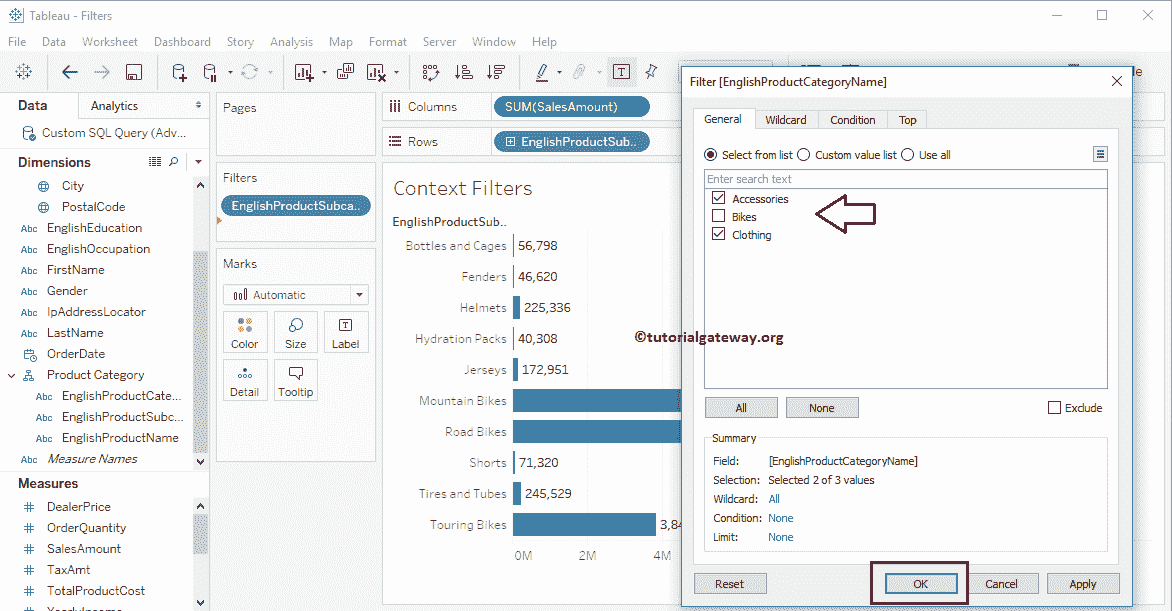 Tableau - Filters
File Data Worksheet Dashboard Story Analysis Map Format Server Window Help
Data Analytics
Custom SQL Query (Adv...
Dimensions
City
PostalCode
Abc EnglishEducation
Abc EnglishOccupation
Abc FirstName
Abc Gender
Abc IpAddressLocator
Abc LastName
OrderDate
Product Category
Abc EnglishProductCate...
Abc EnglishProductSubc...
Abc EnglishProductName
Abc Measure Names
Measures
# DealerPrice
# OrderQuantity
# SalesAmount
# TaxAmt
# TotalProductCost
Pages
Filters
EnglishProductSubca..
Marks
Automatic
Color Size Label
Detail Tooltip
Columns SUM(SalesAmount)
Rows EnglishProductSub..
Context Filters
EnglishProductSub..
Bottles and Cages 56,798
Fenders 46,620
Helmets 225,336
Hydration Packs 40,308
Jerseys 172,951
Mountain Bikes
Road Bikes
Shorts 71,320
Tires and Tubes 245,529
Touring Bikes 3,84
0M 2M 4M
©tutorialgateway.org
Filter [EnglishProductCategoryName]
General Wildcard Condition Top
Select from list Custom value list Use all
Enter search text
Accessories
Bikes
Clothing
All None Exclude
Summary
Field: [EnglishProductCategoryName]
Selection: Selected 2 of 3 values
Wildcard: All
Condition: None
Limit: None
Reset OK Cancel Apply